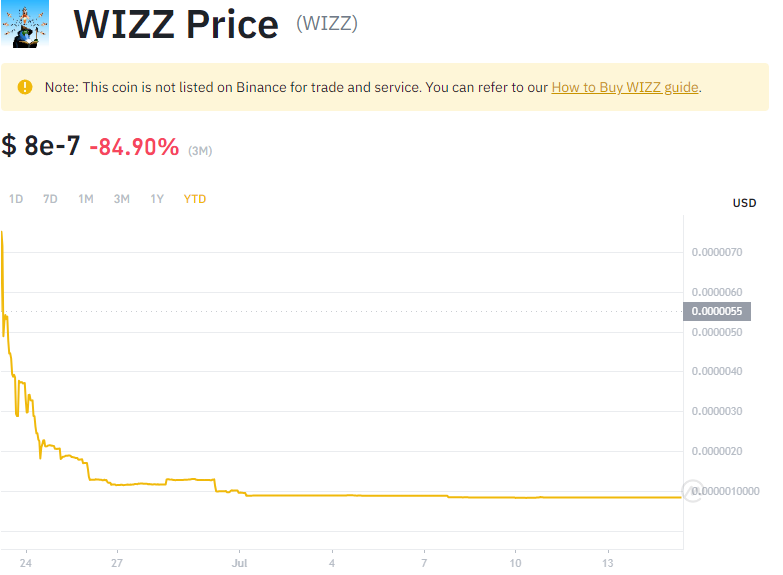 WIZZ Price (WIZZ)
Note: This coin is not listed on Binance for trade and service. You can refer to our How to Buy WIZZ guide.
$ 8e-7 -84.90% (3M)
1D 7D 1M 3M 1Y YTD
USD
0.0000070
0.0000060
0.0000055
0.0000050
0.0000040
0.0000030
0.0000020
0.0000010000
24 27 Jul 4 7 10 13